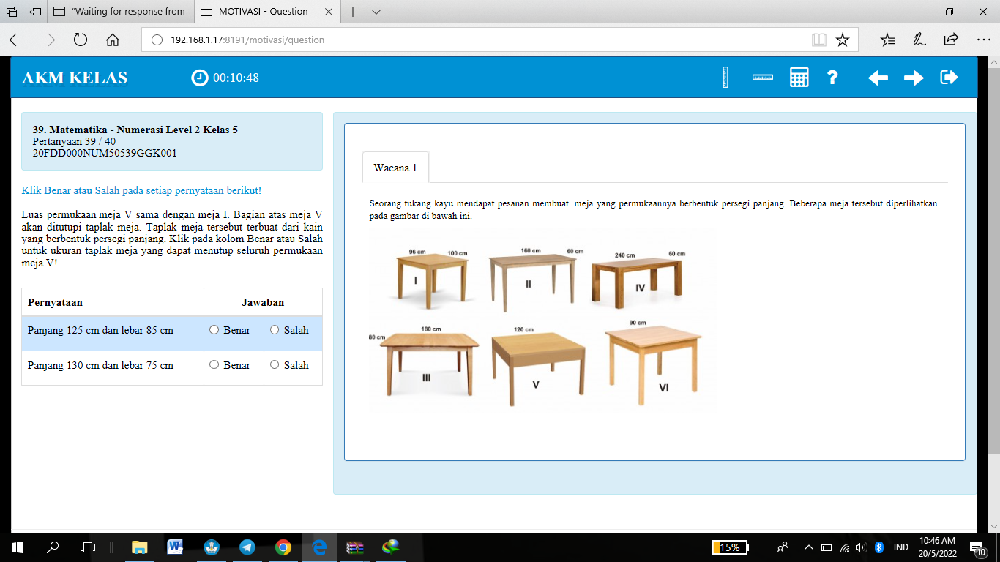 "Waiting for response from
MOTIVASI - Question
192.168.1.17:8191/motivasi/question
AKM KELAS
00:10:48
?
39. Matematika - Numerasi Level 2 Kelas 5
Pertanyaan 39 / 40
20FDD000NUM50539GGK001
Klik Benar atau Salah pada setiap pernyataan berikut!
Luas permukaan meja V sama dengan meja I. Bagian atas meja V
akan ditutupi taplak meja. Taplak meja tersebut terbuat dari kain
yang berbentuk persegi panjang. Klik pada kolom Benar atau Salah
untuk ukuran taplak meja yang dapat menutup seluruh permukaan
meja V!
Pernyataan Jawaban
Panjang 125 cm dan lebar 85 cm Benar Salah
Panjang 130 cm dan lebar 75 cm Benar Salah
Wacana 1
Seorang tukang kayu mendapat pesanan membuat meja yang permukaannya berbentuk persegi panjang. Beberapa meja tersebut diperlihatkan
pada gambar di bawah ini.
96 cm 100 cm 160 cm 60 cm 240 cm 60 cm
I II IV
80 cm 180 cm 120 cm 90 cm
III V VI
15%
IND
10:46 AM
20/5/2022
10